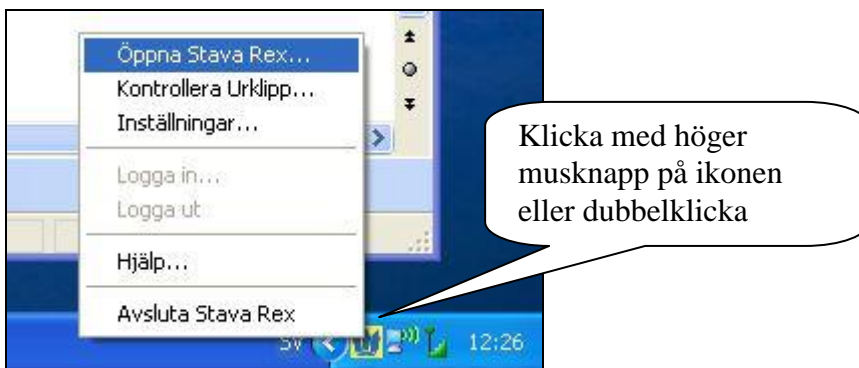 Öppna Stava Rex...
Kontrollera Urklipp...
Inställningar...
Logga in...
Logga ut
Hjälp...
Avsluta Stava Rex
Klicka med höger
musknapp på ikonen
eller dubbelklicka
SV
12:26